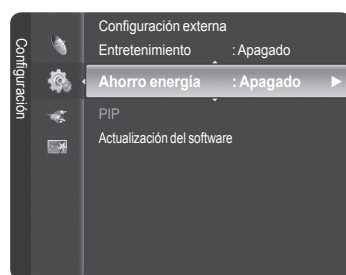 Configuración
Configuración externa
Entretenimiento : Apagado
Ahorro energía : Apagado
PIP
Actualización del software